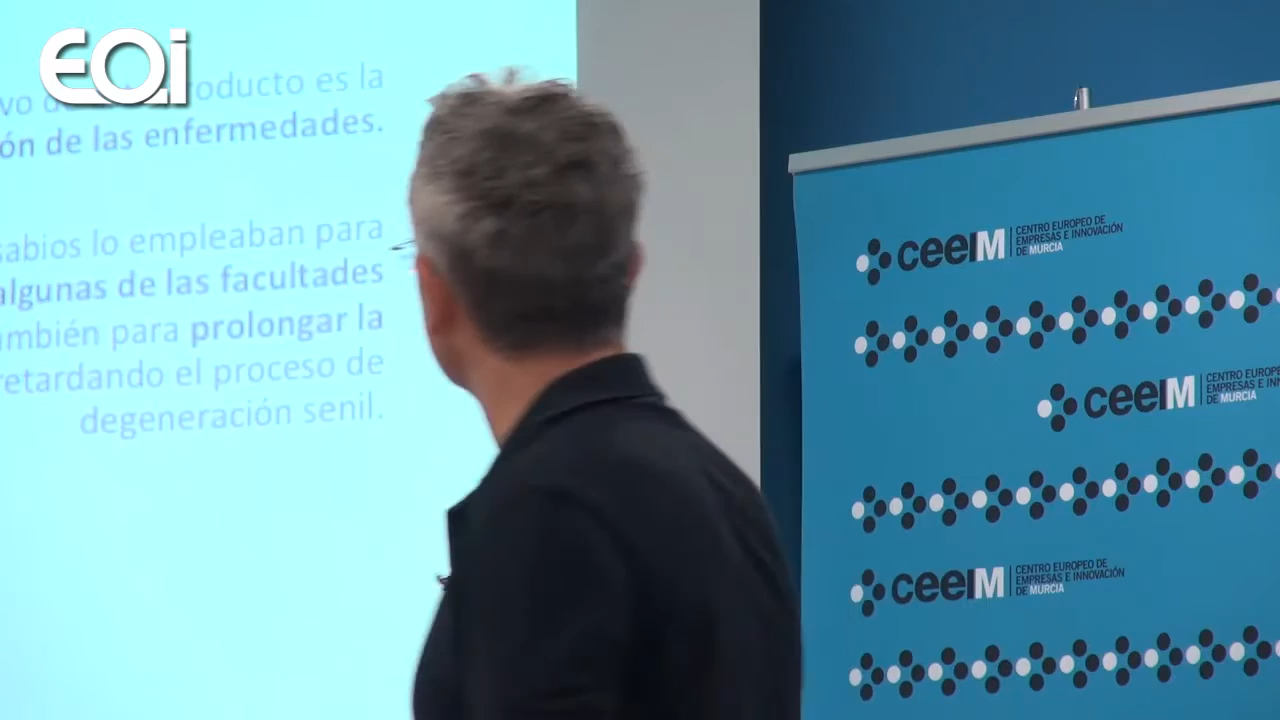 EOi
oducto es la
ón de las enfermedades.
sabios lo empleaban para
algunas de las facultades
ambién para prolongar la
retardando el proceso de
degeneración senil.
ceeiM
CENTRO EUROPEO DE
EMPRESAS E INNOVACIÓN
DE MURCIA
ceeiM
CENTRO EUROPE
EMPRESAS E INN
DE MURCIA
ceeiM
CENTRO EUROPEO DE
EMPRESAS E INNOVACIÓN
DE MURCIA